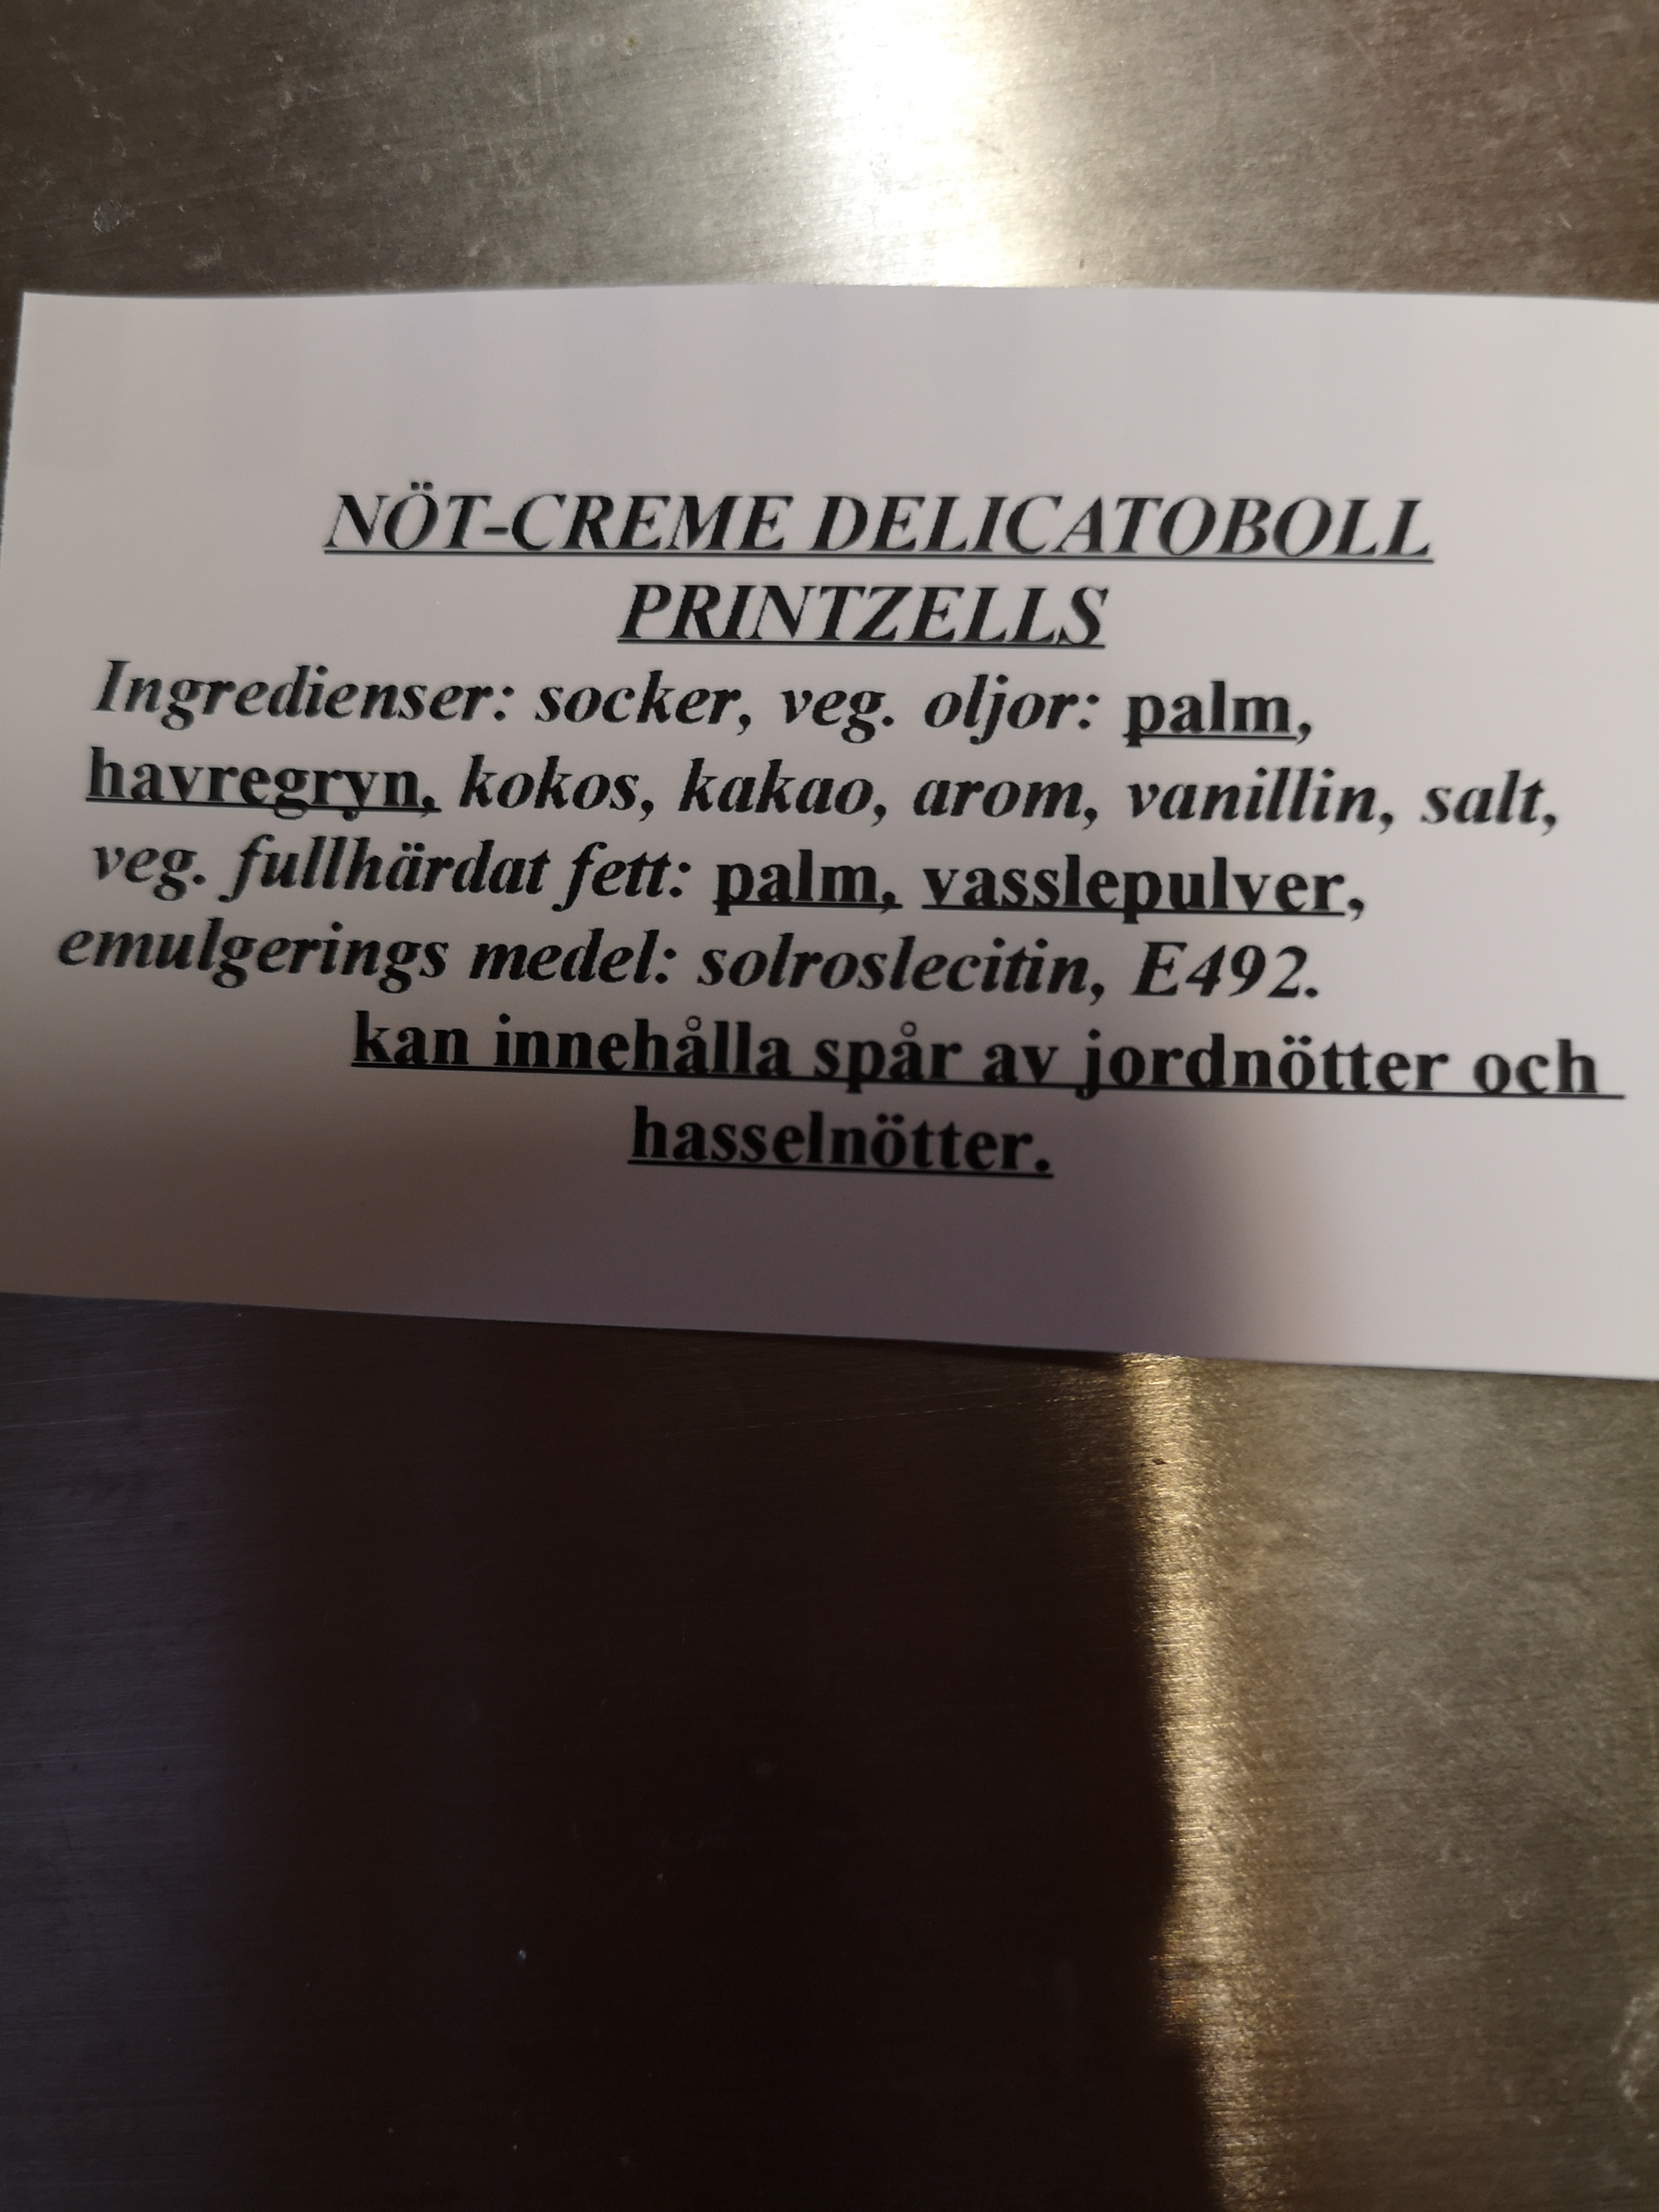 NÖT-CREME DELICATOBOLL
PRINTZELLS
Ingredienser: socker, veg. oljor: palm,
havregryn, kokos, kakao, arom, vanillin, salt,
veg. fullhärdat fett: palm, vasslepulver,
emulgerings medel: solroslecitin, E492.
kan innehålla spår av jordnötter och
hasselnötter.